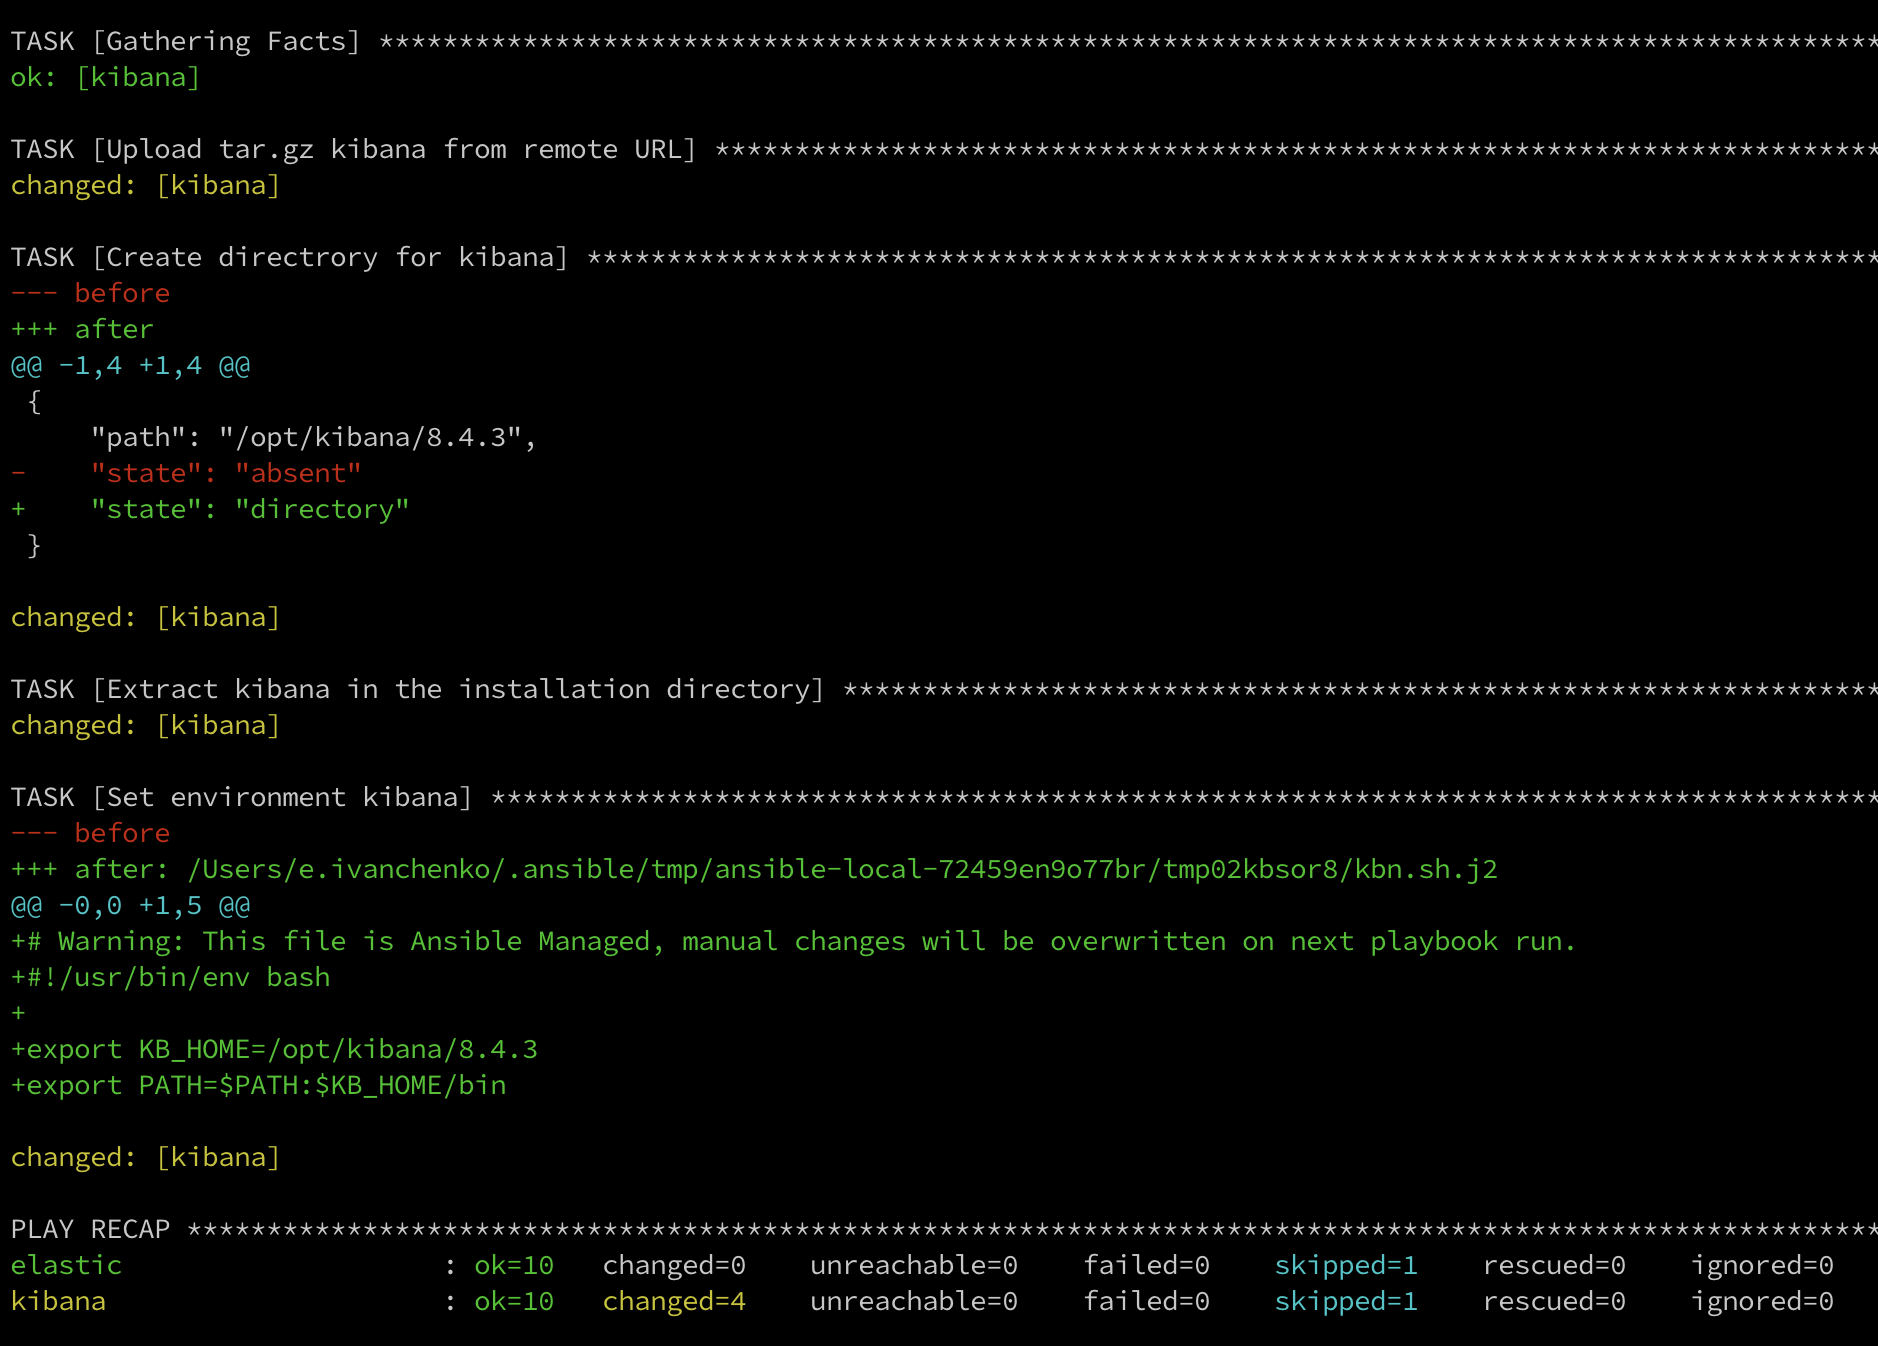 TASK [Gathering Facts] **********************************************************************************************
ok: [kibana]
TASK [Upload tar.gz kibana from remote URL] *************************************************************************
changed: [kibana]
TASK [Create directrory for kibana] *********************************************************************************
--- before
+++ after
@@ -1,4 +1,4 @@
 {
     "path": "/opt/kibana/8.4.3",
-    "state": "absent"
+    "state": "directory"
 }
changed: [kibana]
TASK [Extract kibana in the installation directory] *****************************************************************
changed: [kibana]
TASK [Set environment kibana] ***************************************************************************************
--- before
+++ after: /Users/e.ivanchenko/.ansible/tmp/ansible-local-72459en9o77br/tmp02kbsor8/kbn.sh.j2
@@ -0,0 +1,5 @@
+# Warning: This file is Ansible Managed, manual changes will be overwritten on next playbook run.
+#!/usr/bin/env bash
+
+export KB_HOME=/opt/kibana/8.4.3
+export PATH=$PATH:$KB_HOME/bin
changed: [kibana]
PLAY RECAP **********************************************************************************************************
elastic                    : ok=10   changed=0    unreachable=0    failed=0    skipped=1    rescued=0    ignored=0
kibana                     : ok=10   changed=4    unreachable=0    failed=0    skipped=1    rescued=0    ignored=0